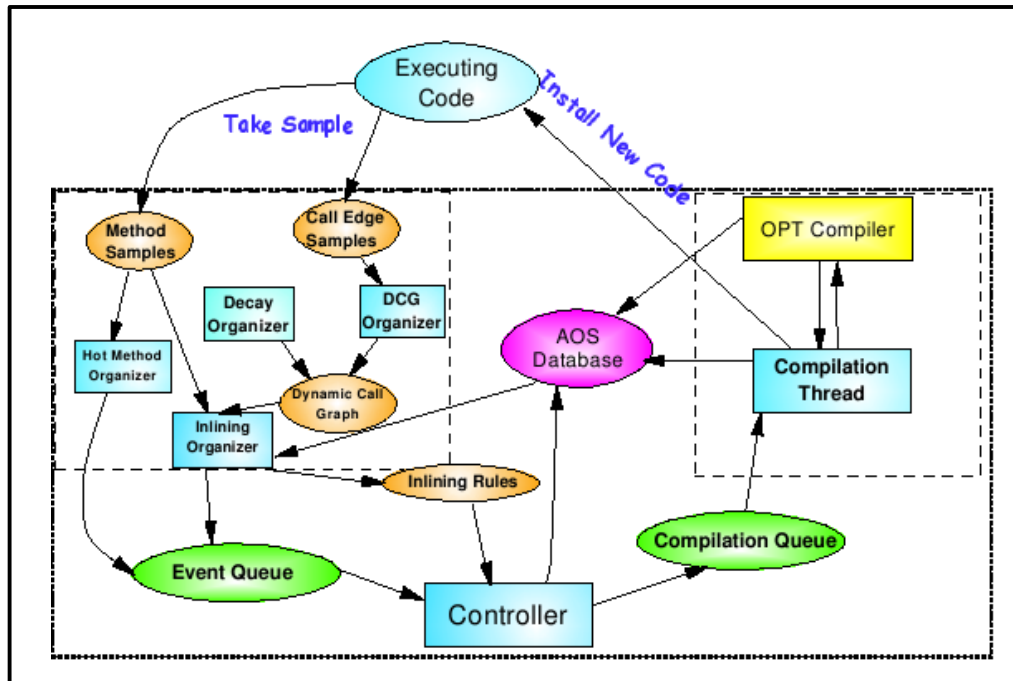 Executing
Code
Install New Code
Take Sample
Method
Samples
Call Edge
Samples
OPT Compiler
Decay
Organizer
DCG
Organizer
AOS
Database
Hot Method
Organizer
Compilation
Thread
Dynamic Call
Graph
Inlining
Organizer
Inlining Rules
Compilation Queue
Event Queue
Controller